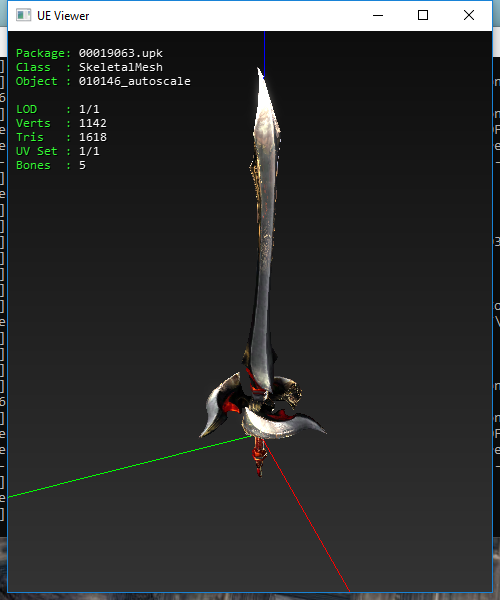 UE Viewer
Package: 00019063.upk
Class : SkeletalMesh
Object : 010146_autoscale
LOD : 1/1
Verts : 1142
Tris : 1618
UV Set : 1/1
Bones : 5